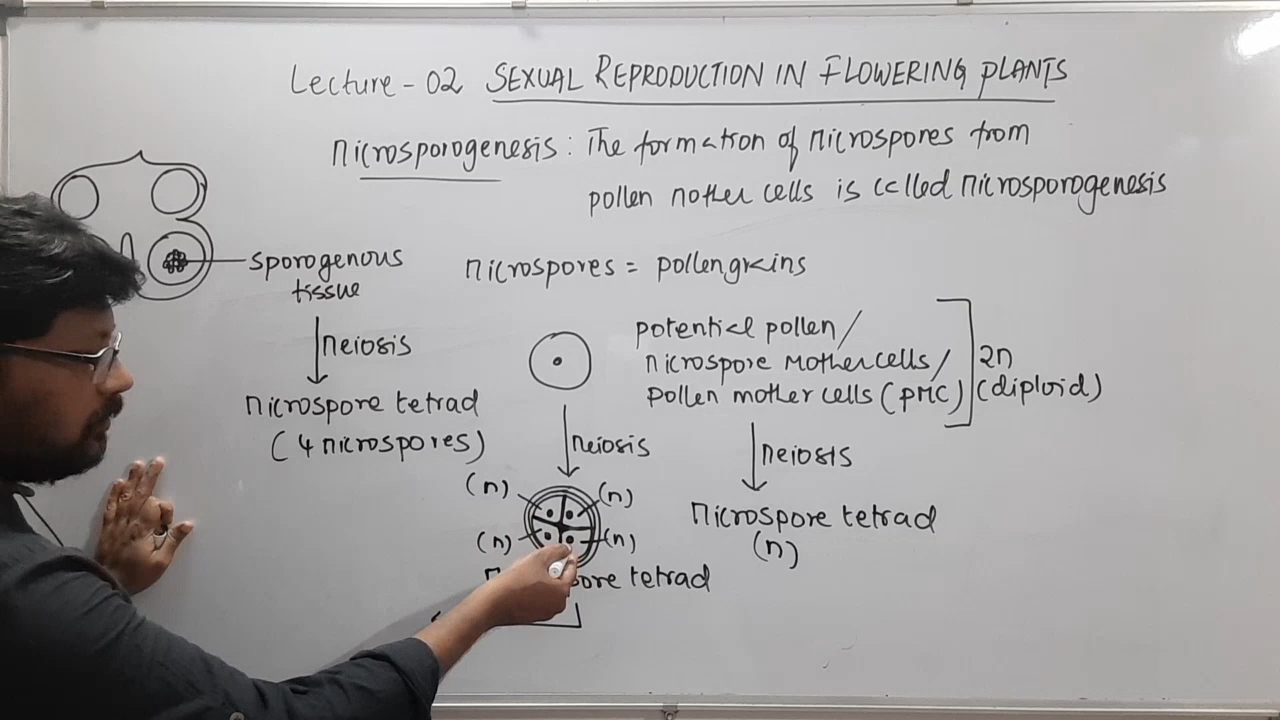 Lecture - 02 SEXUAL REPRODUCTION IN FLOWERING PLANTS
Microsporogenesis : The formation of Microspores from
pollen Mother cells is called Microsporogenesis
sporogenous
tissue
Meiosis
Microspore tetrad
(4 Microspores)
Microspores = pollengrains
potential pollen/
Microspore Mothercells/
Pollen mother cells (PMC)
2n
(diploid)
Meiosis
(n)
(n)
(n)
(n)
spore tetrad
Meiosis
Microspore tetrad
(n)